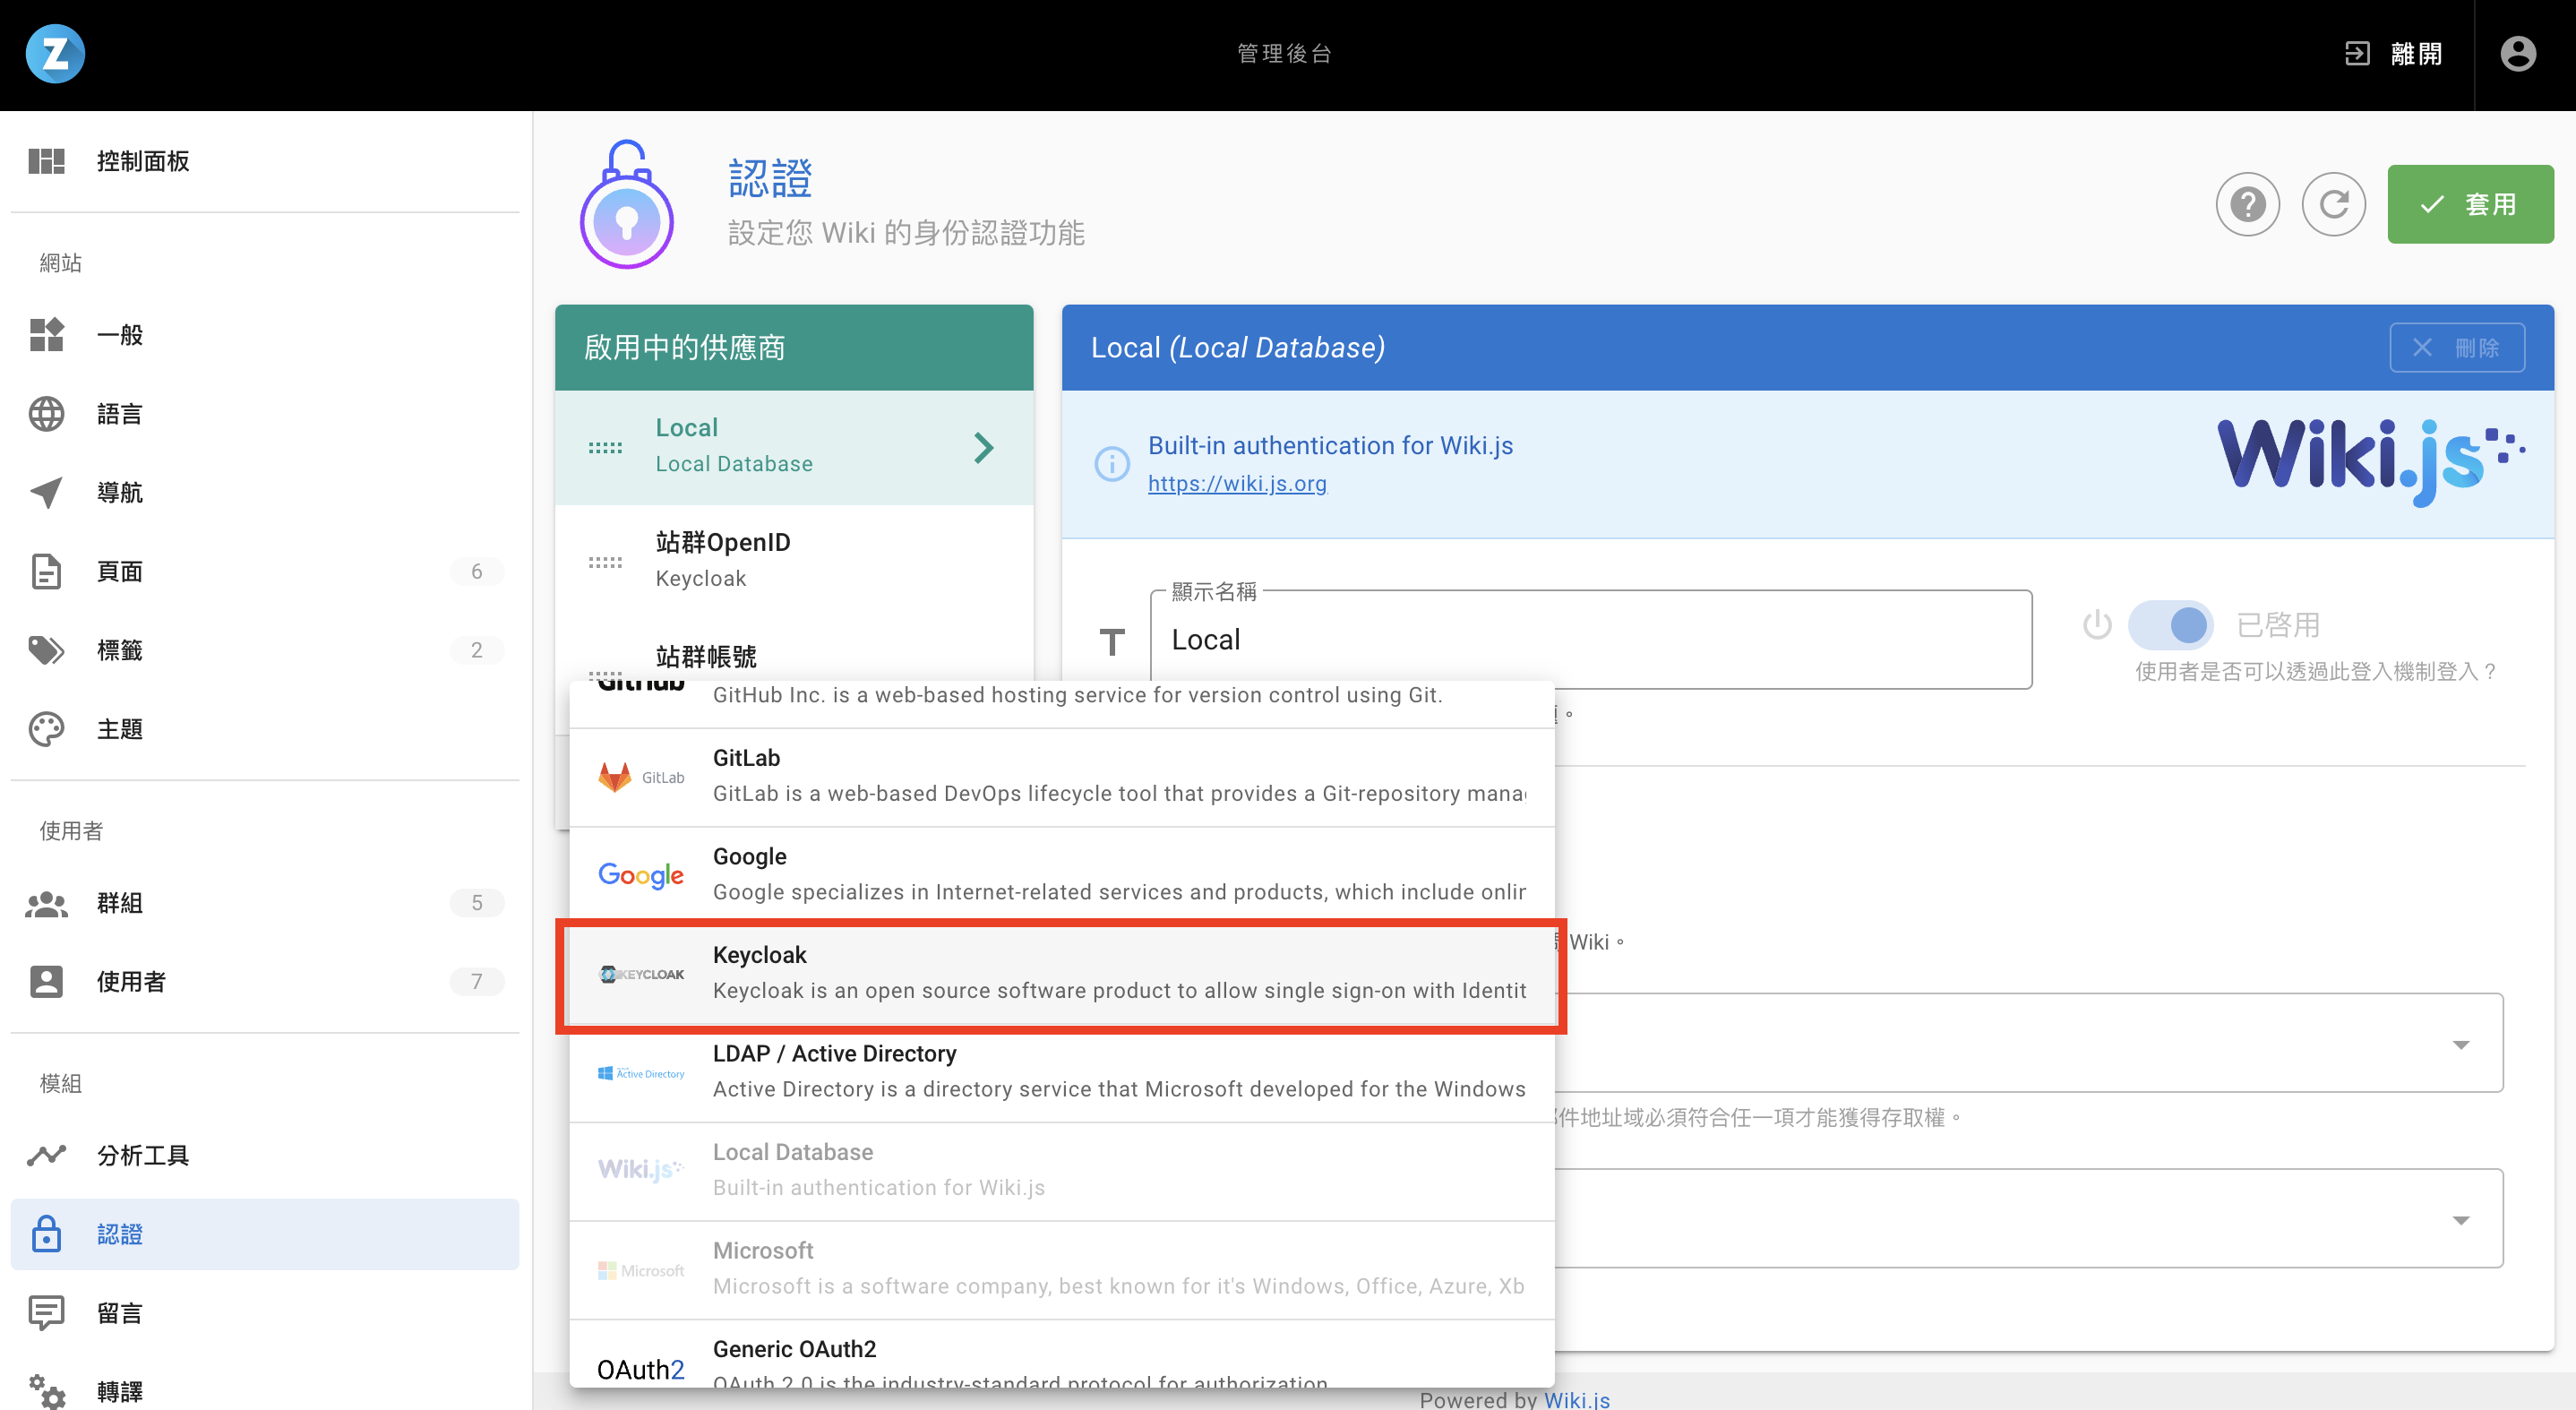 Z
管理後台
離開
控制面板
網站
一般
語言
導航
頁面
6
標籤
2
主題
使用者
群組
5
使用者
7
模組
分析工具
認證
留言
轉譯
認證
設定您 Wiki 的身份認證功能
套用
啟用中的供應商
Local
Local Database
站群OpenID
Keycloak
站群帳號
Local (Local Database)
刪除
Built-in authentication for Wiki.js
https://wiki.js.org
Wiki.js
顯示名稱
Local
已啓用
使用者是否可以透過此登入機制登入？
GitHub
GitHub Inc. is a web-based hosting service for version control using Git.
GitLab
GitLab
GitLab is a web-based DevOps lifecycle tool that provides a Git-repository mana
Google
Google
Google specializes in Internet-related services and products, which include onlin
KEYCLOAK
Keycloak
Keycloak is an open source software product to allow single sign-on with Identit
Wiki。
Active Directory
LDAP / Active Directory
Active Directory is a directory service that Microsoft developed for the Windows
件地址域必須符合任一項才能獲得存取權。
Wiki.js
Local Database
Built-in authentication for Wiki.js
Microsoft
Microsoft
Microsoft is a software company, best known for it's Windows, Office, Azure, Xb
OAuth2
Generic OAuth2
OAuth 2.0 is the industry-standard protocol for authorization
Powered by Wiki.js